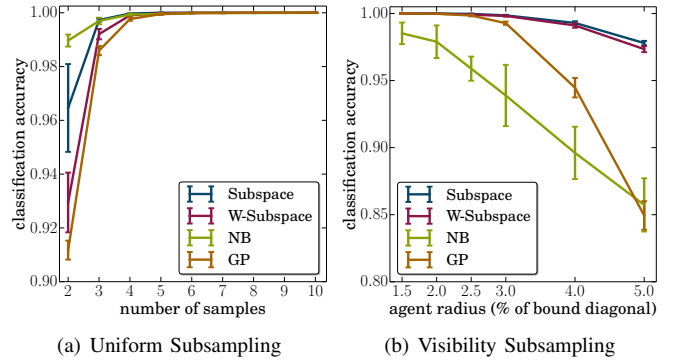 classification accuracy
1.00
0.98
0.96
0.94
0.92
0.90
2 3 4 5 6 7 8 9 10
number of samples
Subspace
W-Subspace
NB
GP
(a) Uniform Subsampling
classification accuracy
1.00
0.95
0.90
0.85
0.80
1.5 2.0 2.5 3.0 4.0 5.0
agent radius (% of bound diagonal)
Subspace
W-Subspace
NB
GP
(b) Visibility Subsampling